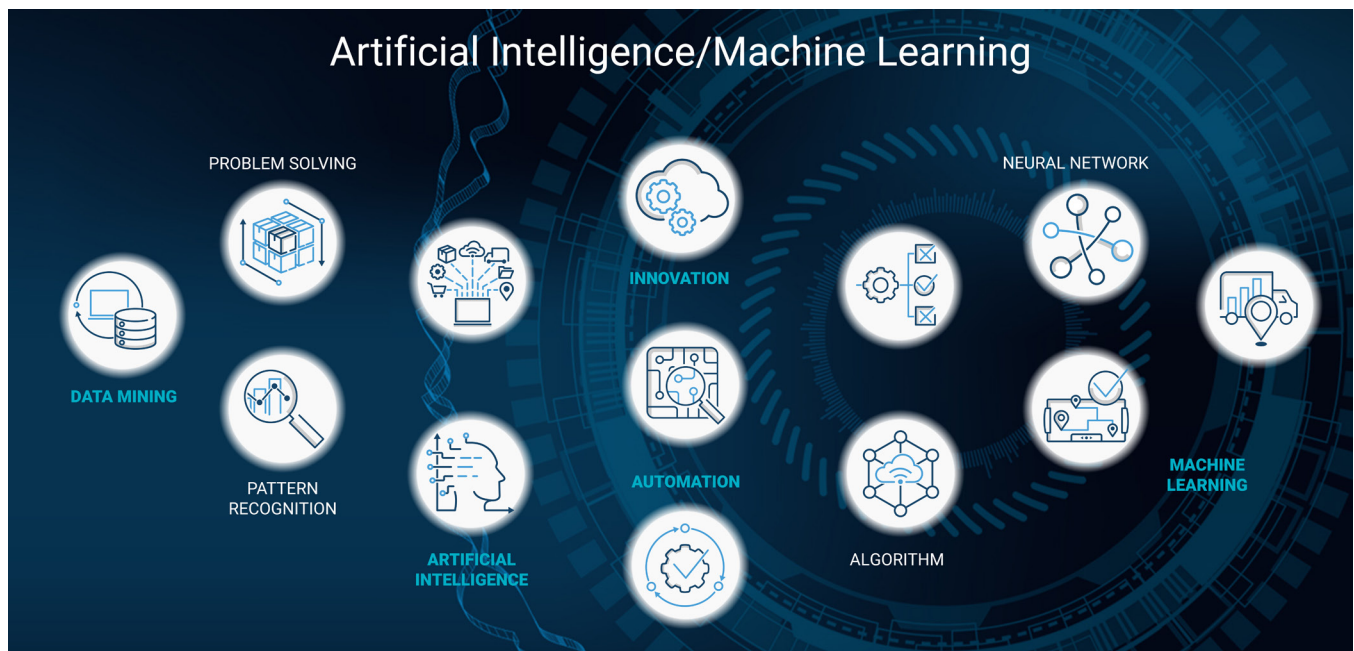 Artificial Intelligence/Machine Learning
PROBLEM SOLVING
NEURAL NETWORK
INNOVATION
DATA MINING
PATTERN
RECOGNITION
AUTOMATION
MACHINE
LEARNING
ARTIFICIAL
INTELLIGENCE
ALGORITHM